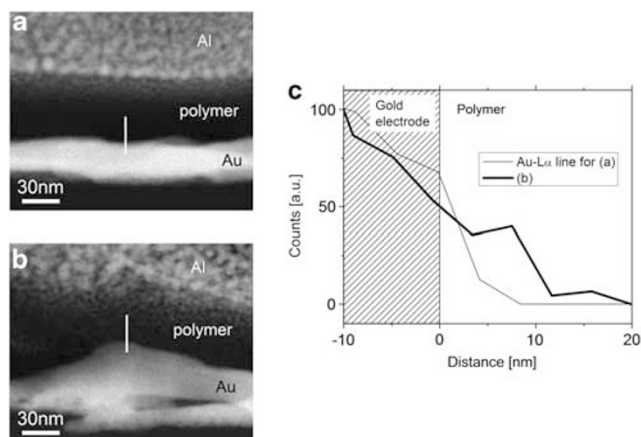 a
Al
polymer
Au
30nm
b
Al
polymer
Au
30nm
c
Gold
electrode
Polymer
Au-Lα line for (a)
(b)
Counts [a.u.]
100
50
0
-10
0
10
20
Distance [nm]